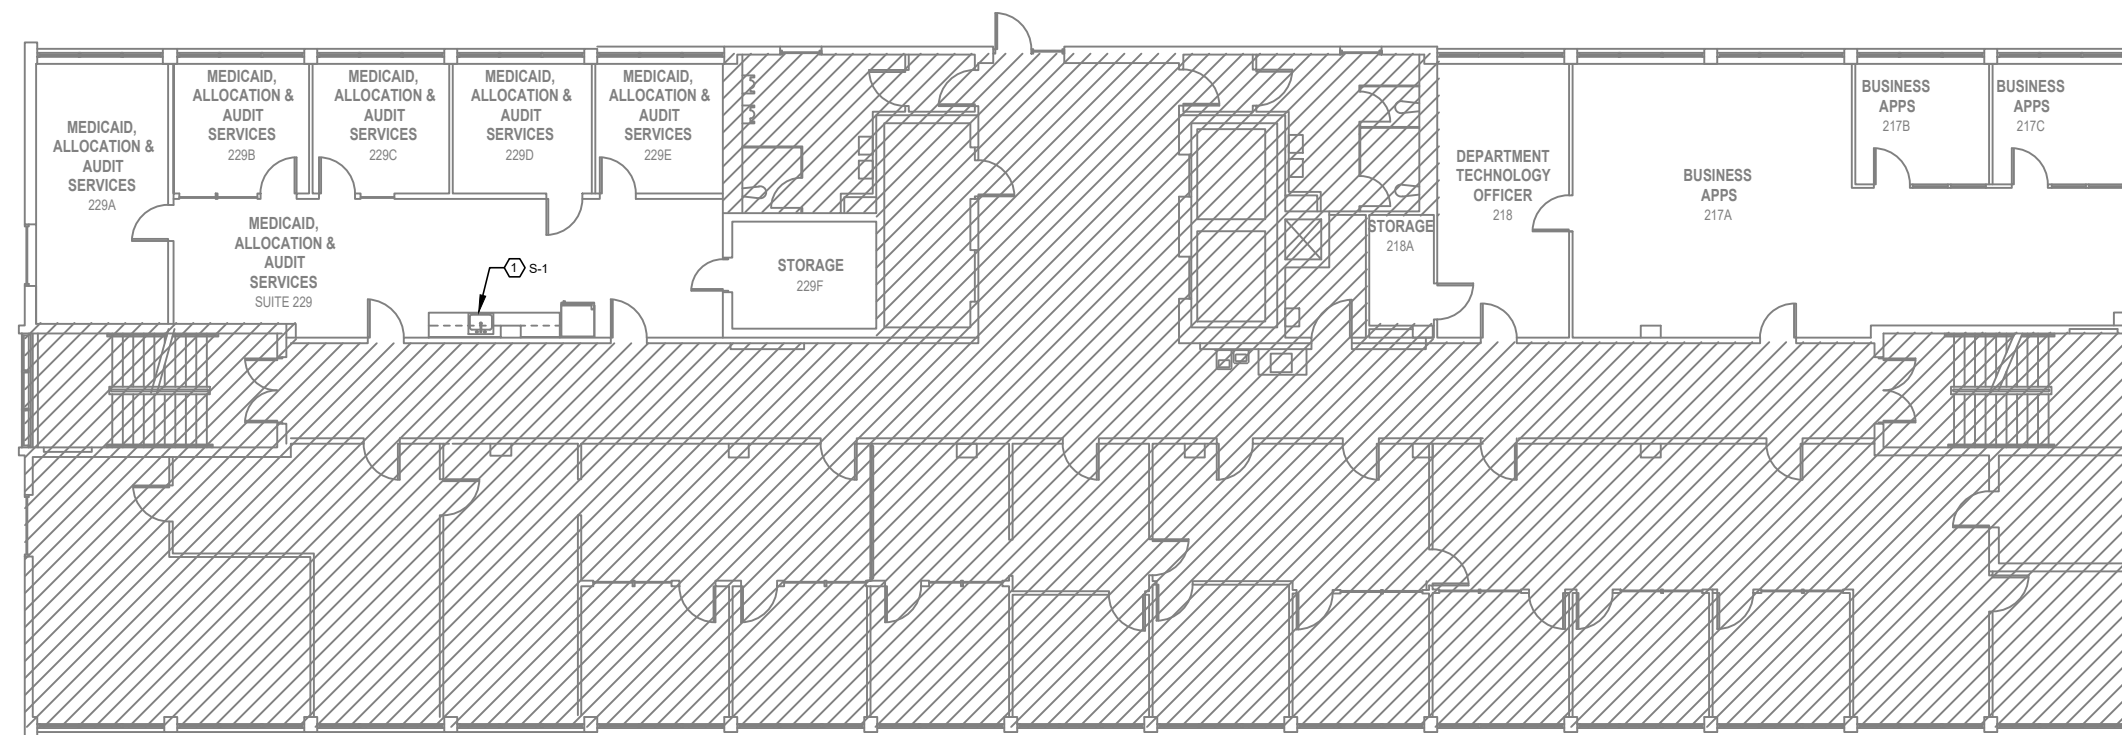 MEDICAID,
ALLOCATION &
AUDIT
SERVICES
229A
MEDICAID,
ALLOCATION &
AUDIT
SERVICES
229B
MEDICAID,
ALLOCATION &
AUDIT
SERVICES
229C
MEDICAID,
ALLOCATION &
AUDIT
SERVICES
229D
MEDICAID,
ALLOCATION &
AUDIT
SERVICES
229E
MEDICAID,
ALLOCATION &
AUDIT
SERVICES
SUITE 229
1 S-1
STORAGE
229F
STORAGE
218A
DEPARTMENT
TECHNOLOGY
OFFICER
218
BUSINESS
APPS
217A
BUSINESS
APPS
217B
BUSINESS
APPS
217C